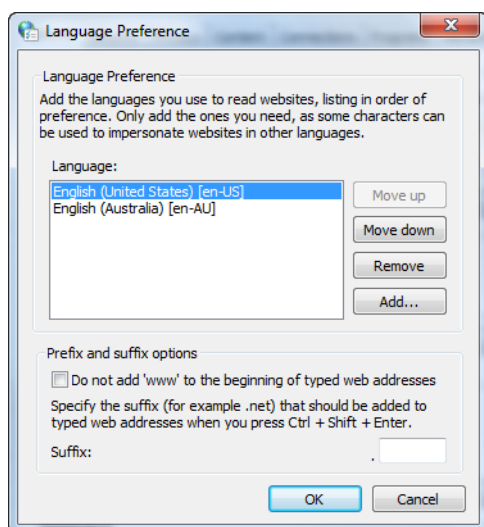 Language Preference
Language Preference
Add the languages you use to read websites, listing in order of
preference. Only add the ones you need, as some characters can
be used to impersonate websites in other languages.
Language:
English (United States) [en-US]
English (Australia) [en-AU]
Move up
Move down
Remove
Add...
Prefix and suffix options
Do not add 'www' to the beginning of typed web addresses
Specify the suffix (for example .net) that should be added to
typed web addresses when you press Ctrl + Shift + Enter.
Suffix: .
OK Cancel